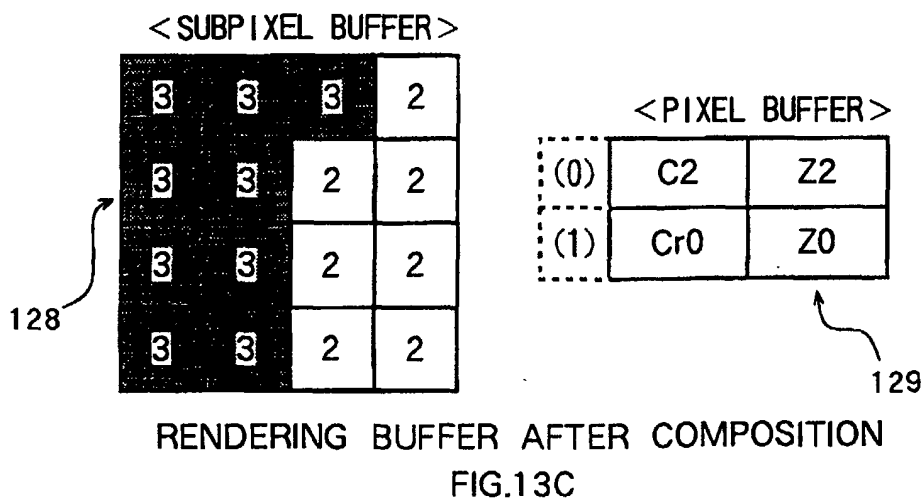 <SUBPIXEL BUFFER>
3 3 3 2
<PIXEL BUFFER>
(0) C2 Z2
3 3 2 2
(1) Cr0 Z0
3 3 2 2
128
3 3 2 2
129
RENDERING BUFFER AFTER COMPOSITION
FIG.13C